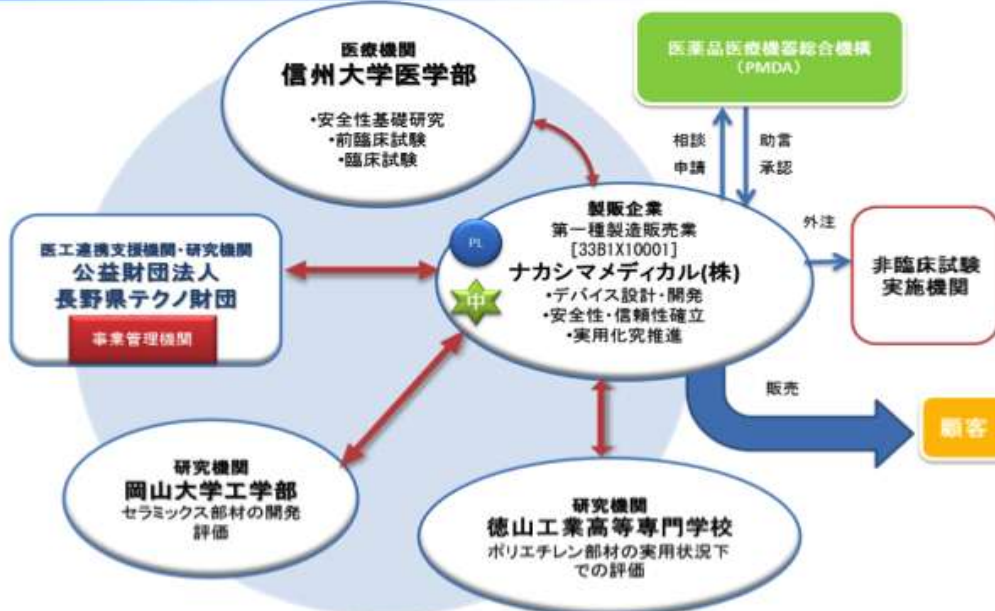 医療機関
信州大学医学部
•安全性基礎研究
•前臨床試験
•臨床試験
医薬品医療機器総合機構
(PMDA)
相談
申請
助言
承認
製販企業
第一種製造販売業
[33B1X10001]
ナカシマメディカル(株)
•デバイス設計・開発
•安全性・信頼性確立
•実用化究推進
PL
中
外注
非臨床試験
実施機関
医工連携支援機関・研究機関
公益財団法人
長野県テクノ財団
事業管理機関
販売
顧客
研究機関
岡山大学工学部
セラミックス部材の開発
評価
研究機関
徳山工業高等専門学校
ポリエチレン部材の実用状況下
での評価